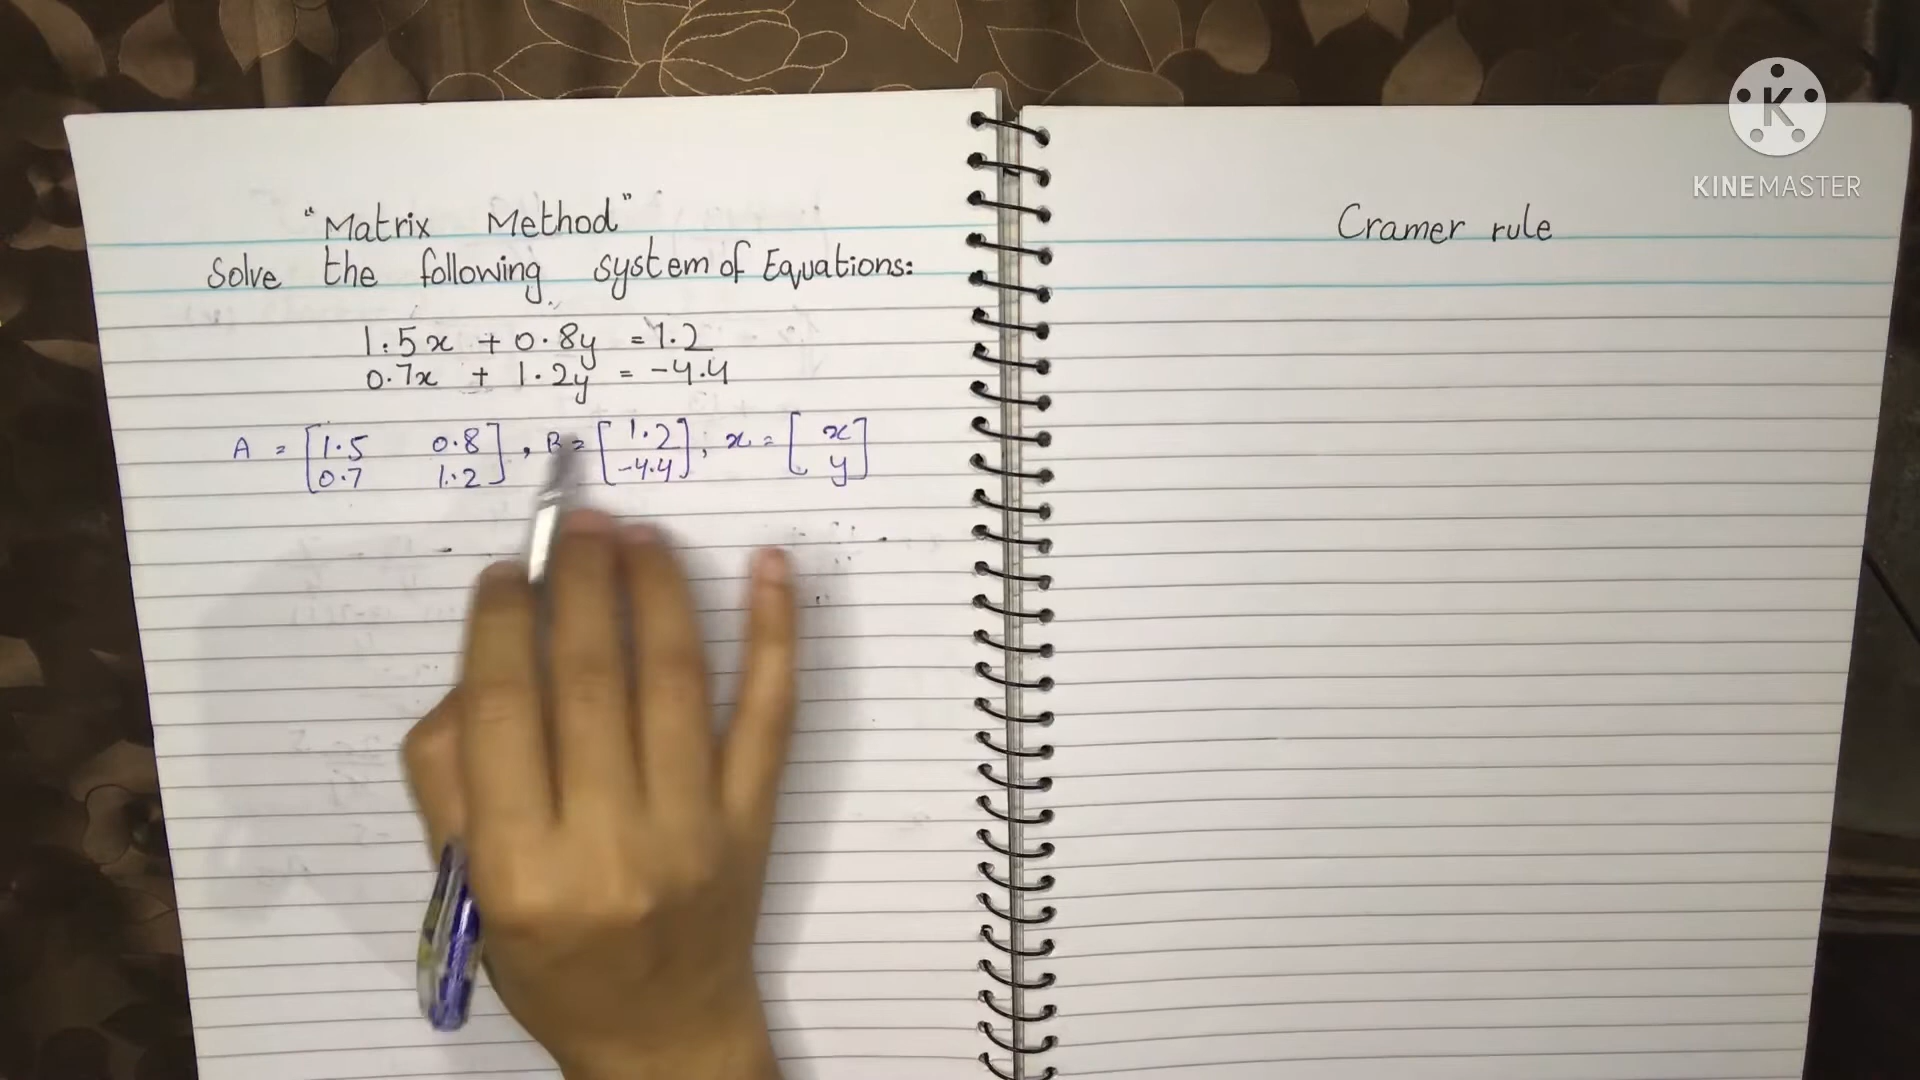 "Matrix Method"
Solve the following system of Equations:
1.5x + 0.8y = 1.2
0.7x + 1.2y = -4.4
A = [1.5 0.8], B = [1.2]; x = [x]
[0.7 1.2] [-4.4] [y]
Cramer rule
K
KINEMASTER